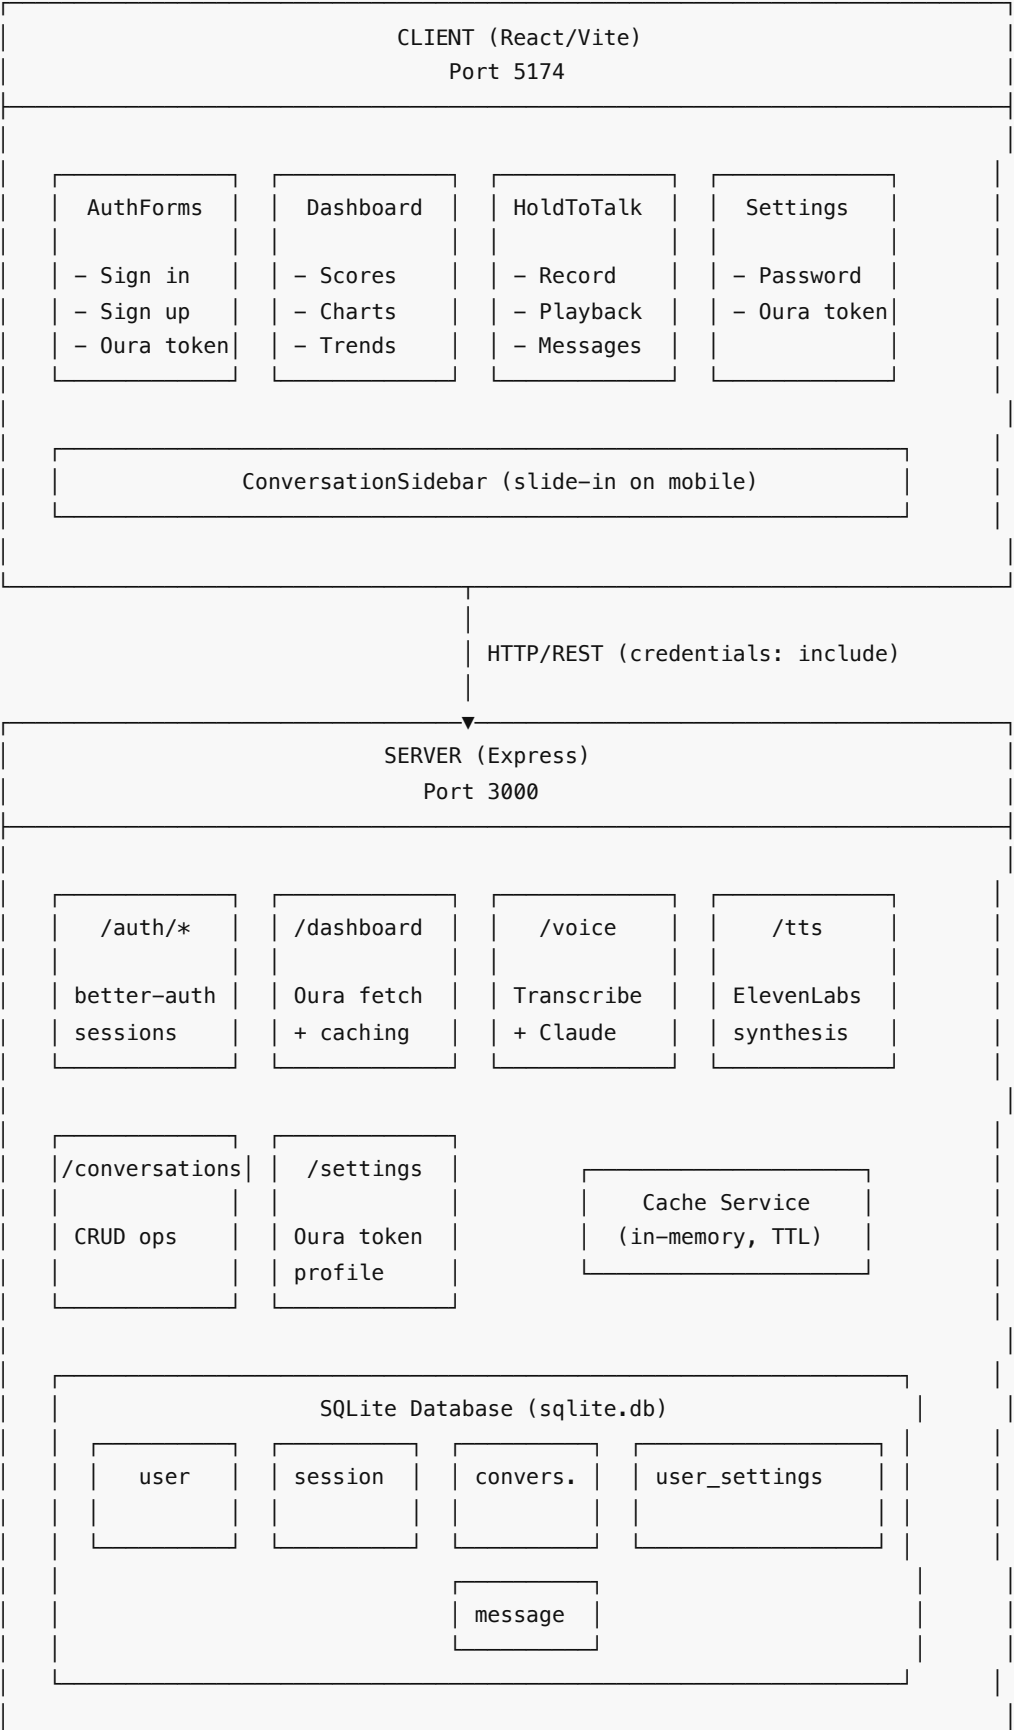 CLIENT (React/Vite)
Port 5174
AuthForms
- Sign in
- Sign up
- Oura token
Dashboard
- Scores
- Charts
- Trends
HoldToTalk
- Record
- Playback
- Messages
Settings
- Password
- Oura token
ConversationSidebar (slide-in on mobile)
HTTP/REST (credentials: include)
SERVER (Express)
Port 3000
/auth/*
better-auth
sessions
/dashboard
Oura fetch
+ caching
/voice
Transcribe
+ Claude
/tts
ElevenLabs
synthesis
/conversations
CRUD ops
/settings
Oura token
profile
Cache Service
(in-memory, TTL)
SQLite Database (sqlite.db)
user
session
convers.
user_settings
message